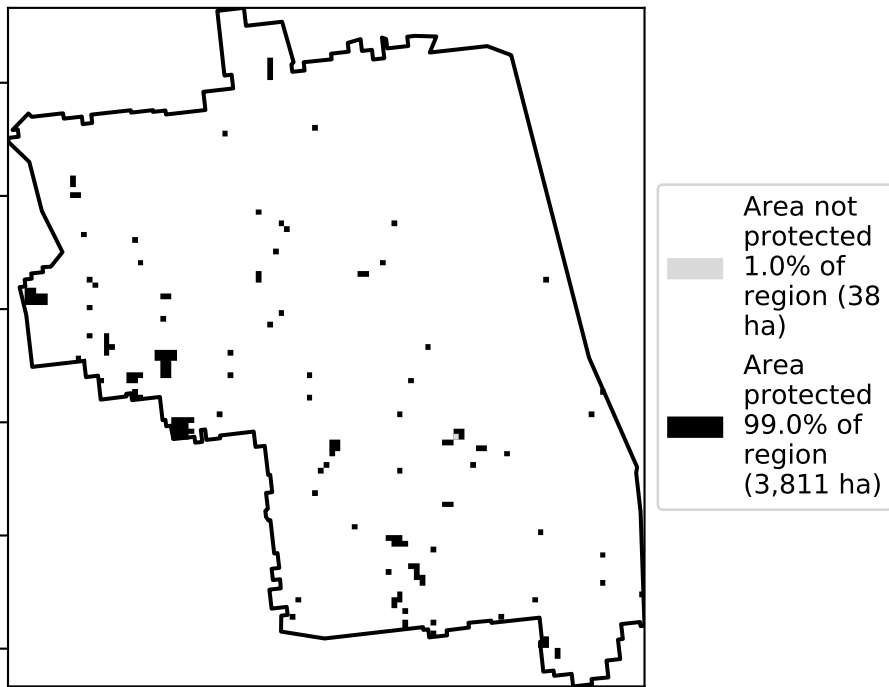 Area not
protected
1.0% of
region (38
ha)
Area
protected
99.0% of
region
(3,811 ha)